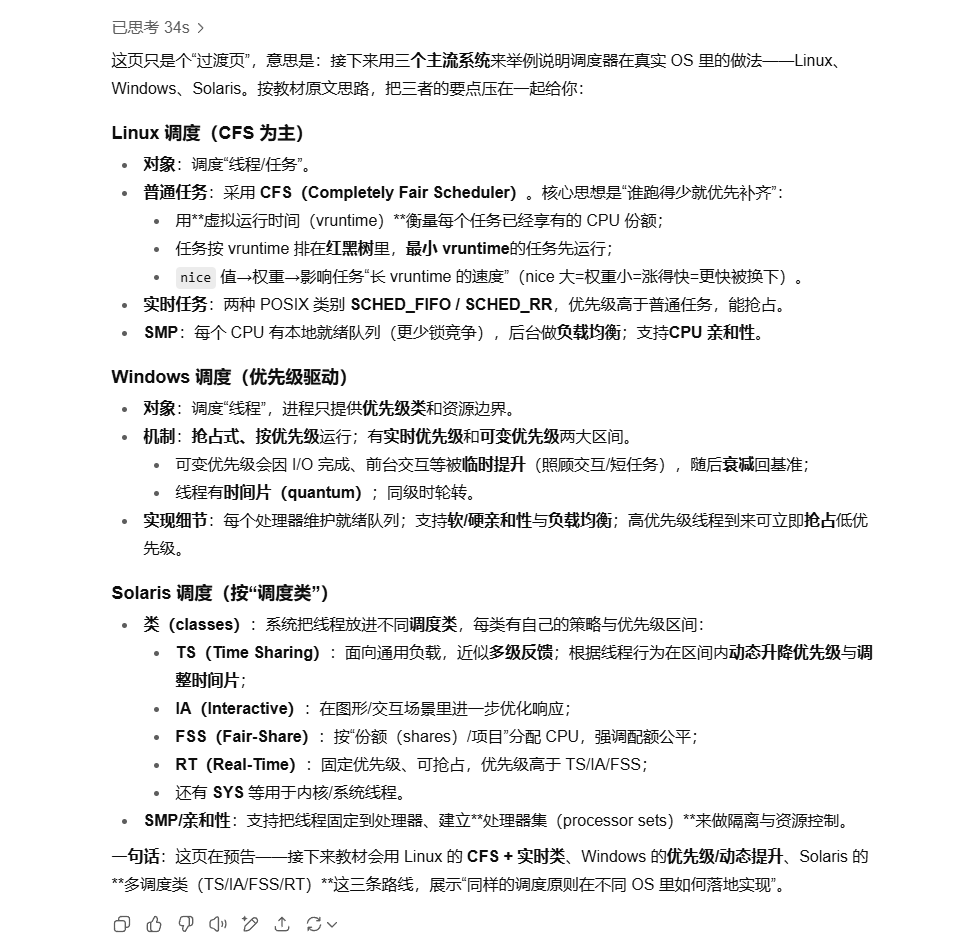 已思考 34s >
这页只是个“过渡页”，意思是：接下来用三个主流系统来举例说明调度器在真实 OS 里的做法——Linux、
Windows、Solaris。按教材原文思路，把三者的要点压在一起给你：
Linux 调度（CFS 为主）
• 对象：调度“线程/任务”。
• 普通任务：采用 CFS（Completely Fair Scheduler）。核心思想是“谁跑得少就优先补齐”：
• 用**虚拟运行时间（vruntime）**衡量每个任务已经享有的 CPU 份额；
• 任务按 vruntime 排在红黑树里，最小 vruntime的任务先运行；
• nice 值→权重→影响任务“长 vruntime 的速度”（nice 大=权重小=涨得快=更快被换下）。
• 实时任务：两种 POSIX 类别 SCHED_FIFO / SCHED_RR，优先级高于普通任务，能抢占。
• SMP：每个 CPU 有本地就绪队列（更少锁竞争），后台做负载均衡；支持CPU 亲和性。
Windows 调度（优先级驱动）
• 对象：调度“线程”，进程只提供优先级类和资源边界。
• 机制：抢占式、按优先级运行；有实时优先级和可变优先级两大区间。
• 可变优先级会因 I/O 完成、前台交互等被临时提升（照顾交互/短任务），随后衰减回基准；
• 线程有时间片（quantum）；同级时轮转。
• 实现细节：每个处理器维护就绪队列；支持软/硬亲和性与负载均衡；高优先级线程到来可立即抢占低优
先级。
Solaris 调度（按“调度类”）
• 类（classes）：系统把线程放进不同调度类，每类有自己的策略与优先级区间：
• TS（Time Sharing）：面向通用负载，近似多级反馈；根据线程行为在区间内动态升降优先级与调
整时间片；
• IA（Interactive）：在图形/交互场景里进一步优化响应；
• FSS（Fair-Share）：按“份额（shares）/项目”分配 CPU，强调配额公平；
• RT（Real-Time）：固定优先级、可抢占，优先级高于 TS/IA/FSS；
• 还有 SYS 等用于内核/系统线程。
• SMP/亲和性：支持把线程固定到处理器、建立**处理器集（processor sets）**来做隔离与资源控制。
一句话：这页在预告——接下来教材会用 Linux 的 CFS + 实时类、Windows 的优先级/动态提升、Solaris 的
**多调度类（TS/IA/FSS/RT）**这三条路线，展示“同样的调度原则在不同 OS 里如何落地实现”。